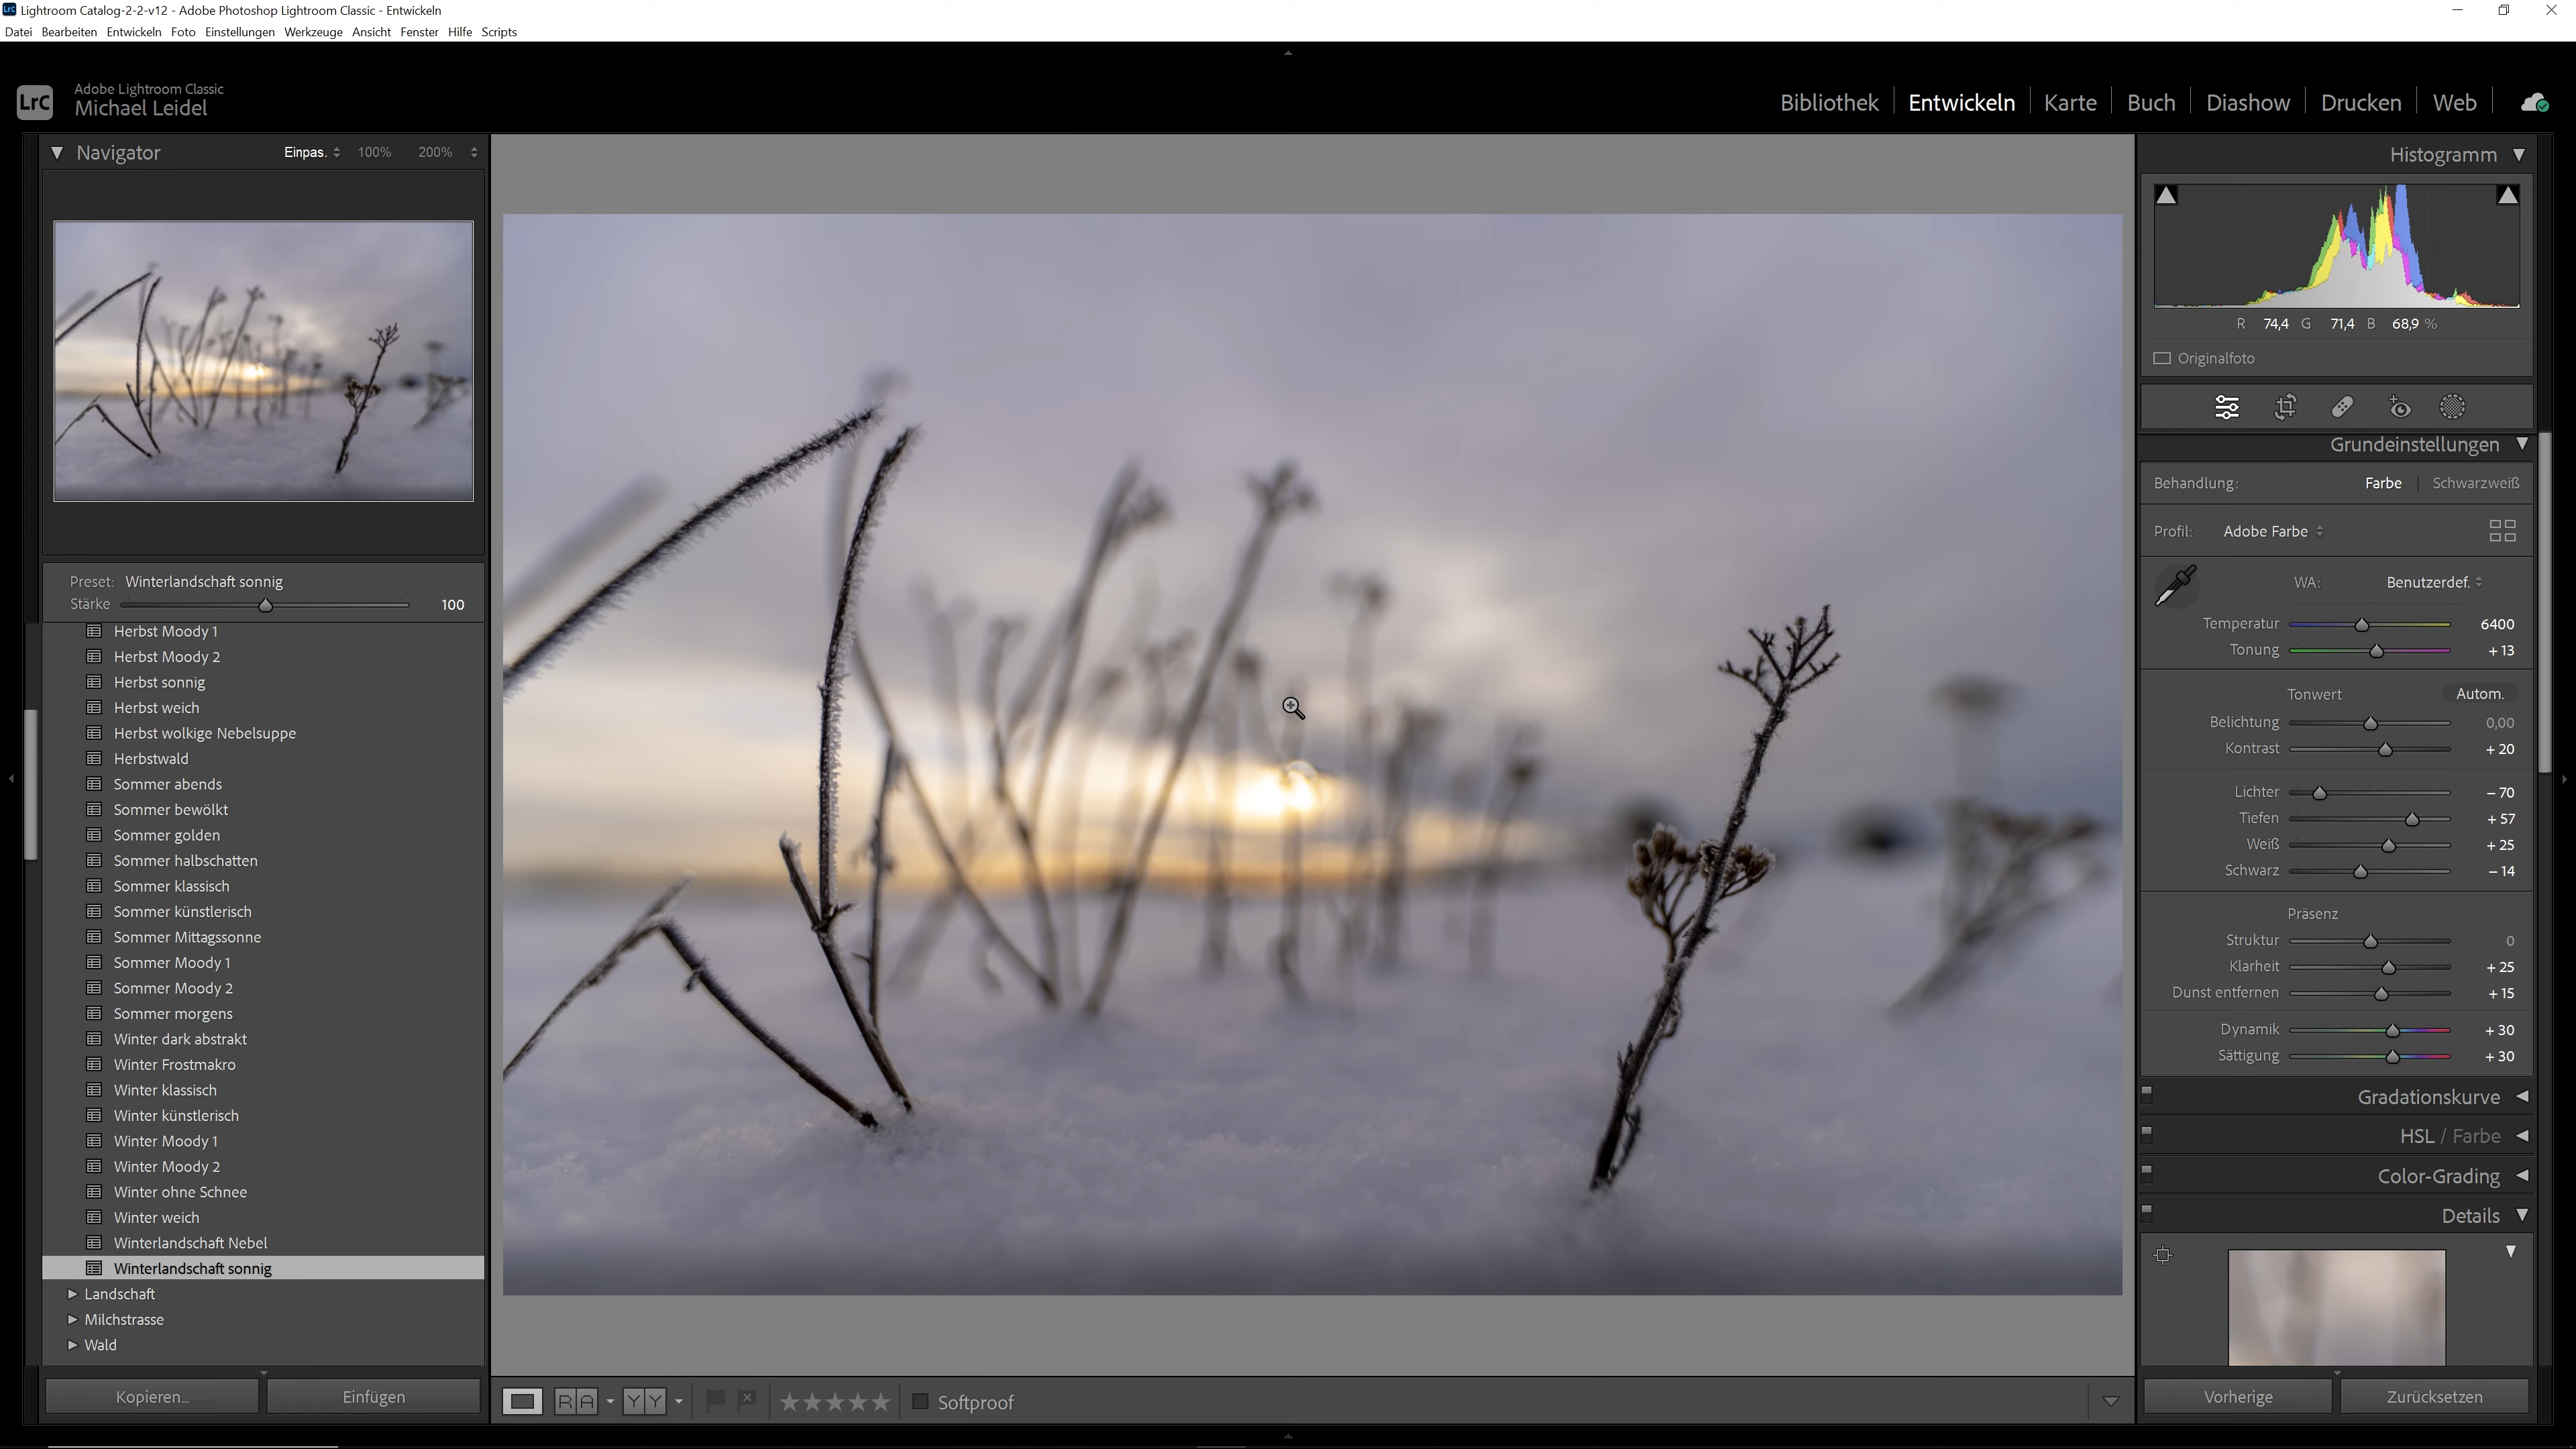 Lightroom Catalog-2-2-v12 - Adobe Photoshop Lightroom Classic - Entwickeln
Datei Bearbeiten Entwickeln Foto Einstellungen Werkzeuge Ansicht Fenster Hilfe Scripts
LrC
Adobe Lightroom Classic
Michael Leidel
Bibliothek Entwickeln Karte Buch Diashow Drucken Web
Navigator Einpas. 100% 200%
Preset: Winterlandschaft sonnig
Stärke 100
Herbst Moody 1
Herbst Moody 2
Herbst sonnig
Herbst weich
Herbst wolkige Nebelsuppe
Herbstwald
Sommer abends
Sommer bewölkt
Sommer golden
Sommer halbschatten
Sommer klassisch
Sommer künstlerisch
Sommer Mittagssonne
Sommer Moody 1
Sommer Moody 2
Sommer morgens
Winter dark abstrakt
Winter Frostmakro
Winter klassisch
Winter künstlerisch
Winter Moody 1
Winter Moody 2
Winter ohne Schnee
Winter weich
Winterlandschaft Nebel
Winterlandschaft sonnig
Landschaft
Milchstrasse
Wald
Kopieren... Einfügen
R A Y Y Softproof
Histogramm
R 74,4 G 71,4 B 68,9 %
Originalfoto
Grundeinstellungen
Behandlung: Farbe Schwarzweiß
Profil: Adobe Farbe
WA: Benutzerdef.
Temperatur 6400
Tonung + 13
Tonwert Autom.
Belichtung 0,00
Kontrast + 20
Lichter – 70
Tiefen + 57
Weiß + 25
Schwarz – 14
Präsenz
Struktur 0
Klarheit + 25
Dunst entfernen + 15
Dynamik + 30
Sättigung + 30
Gradationskurve
HSL / Farbe
Color-Grading
Details
Vorherige Zurücksetzen